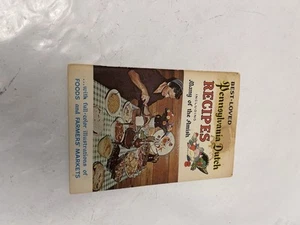 BEST-LOVED
Pennsylvania Dutch
RECIPES
Many of the Amish
...with full-color illustrations of
FOODS and FARMERS' MARKETS